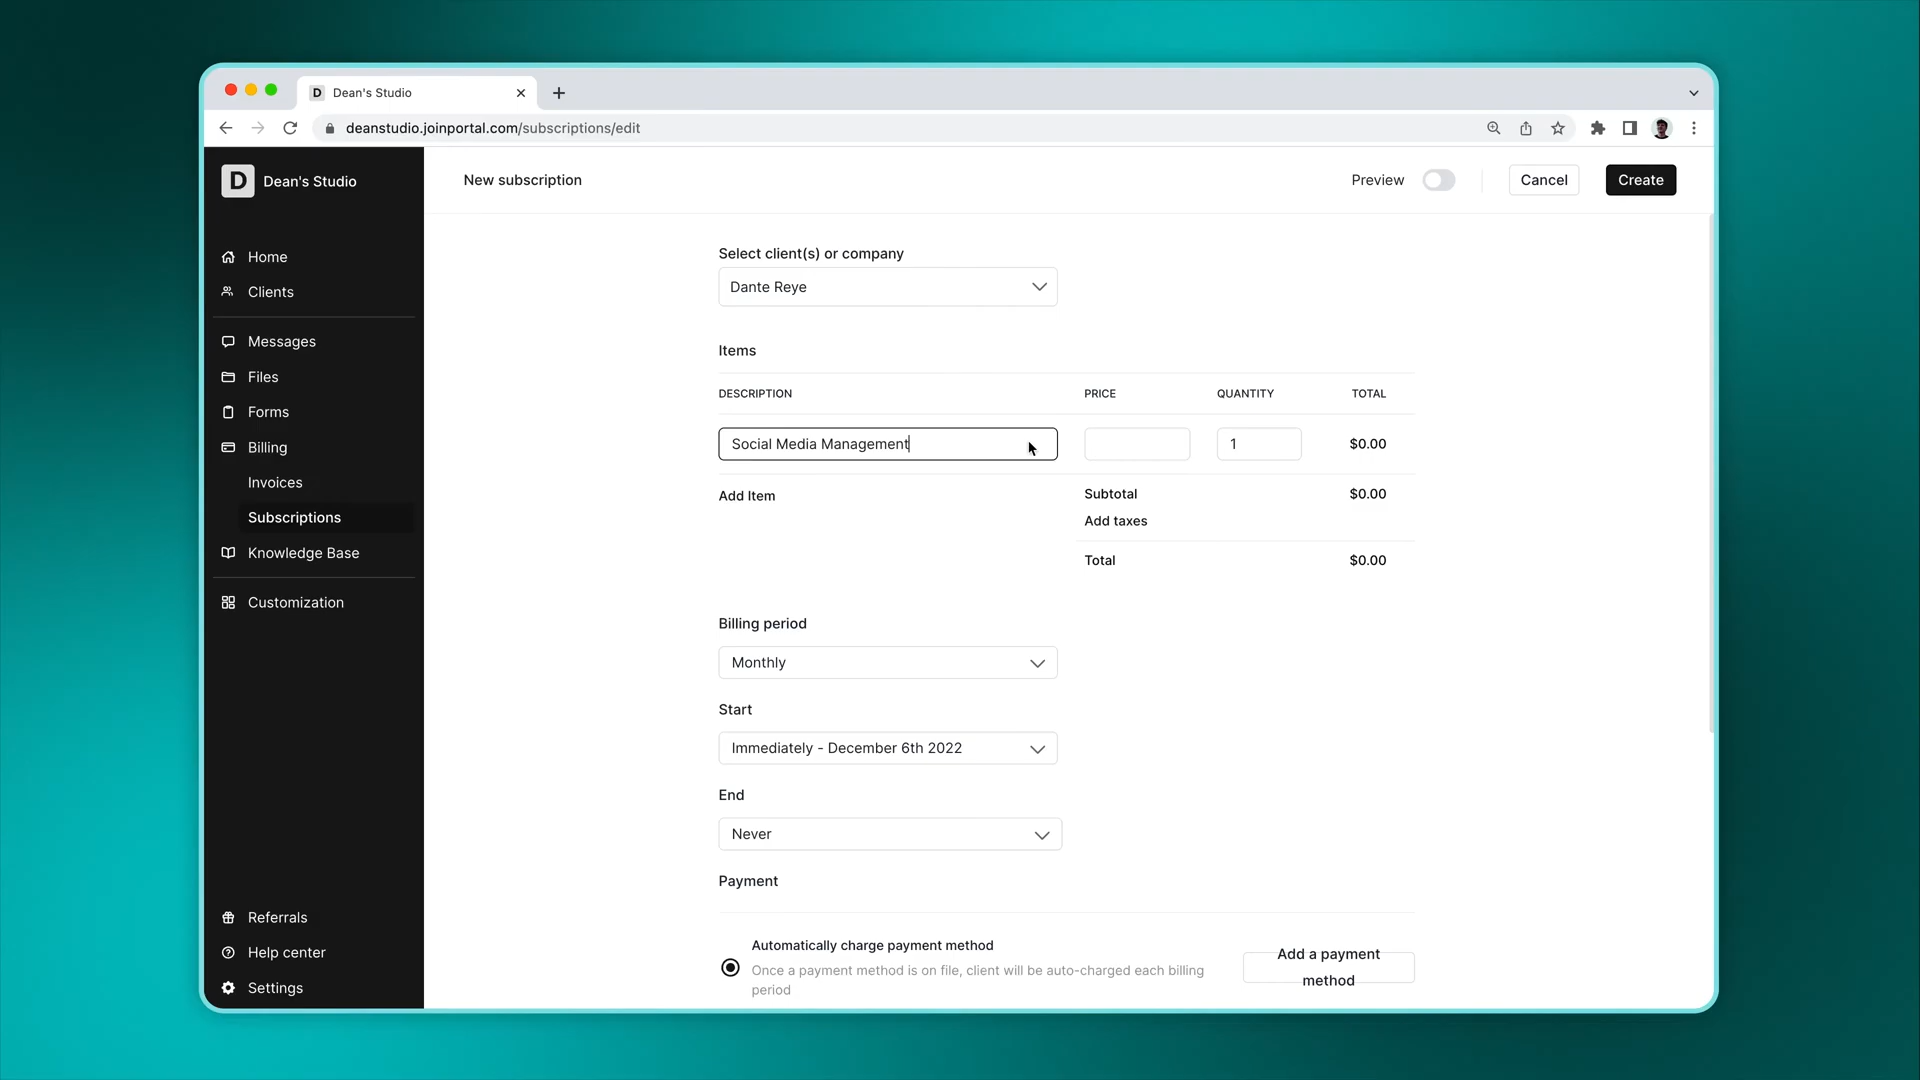 D Dean's Studio
deanstudio.joinportal.com/subscriptions/edit
D Dean's Studio
New subscription
Preview
Cancel
Create
Home
Clients
Messages
Files
Forms
Billing
Invoices
Subscriptions
Knowledge Base
Customization
Referrals
Help center
Settings
Select client(s) or company
Dante Reye
Items
DESCRIPTION PRICE QUANTITY TOTAL
Social Media Management 1 $0.00
Add Item
Subtotal $0.00
Add taxes
Total $0.00
Billing period
Monthly
Start
Immediately - December 6th 2022
End
Never
Payment
Automatically charge payment method
Once a payment method is on file, client will be auto-charged each billing
period
Add a payment
method